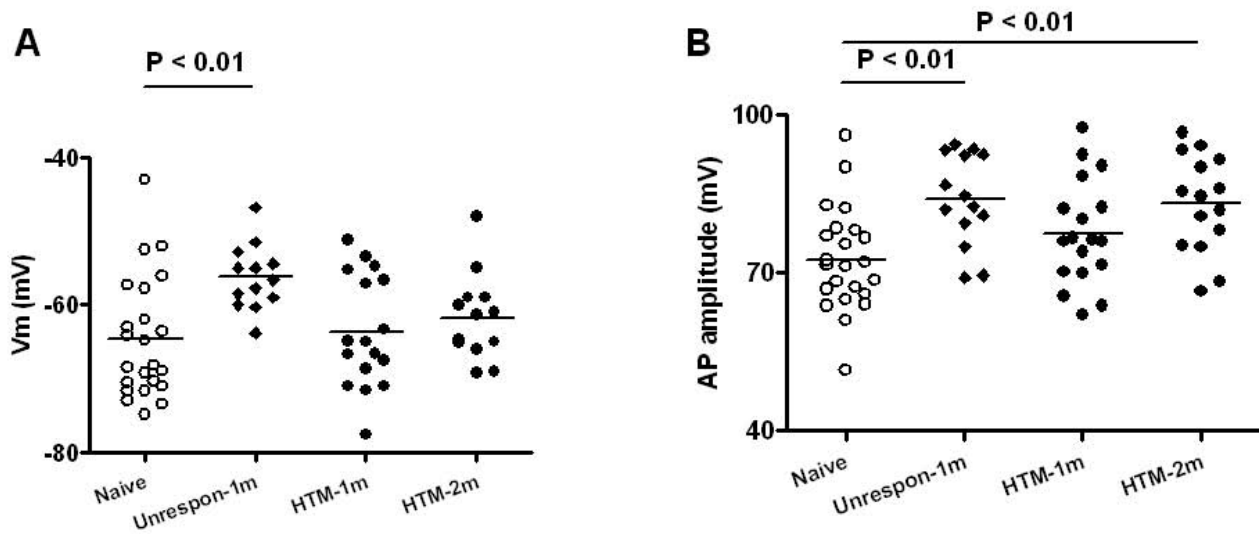 A
P < 0.01
Vm (mV)
-40
-60
-80
Naive
Unrespon-1m
HTM-1m
HTM-2m
B
P < 0.01
P < 0.01
AP amplitude (mV)
100
70
40
Naive
Unrespon-1m
HTM-1m
HTM-2m